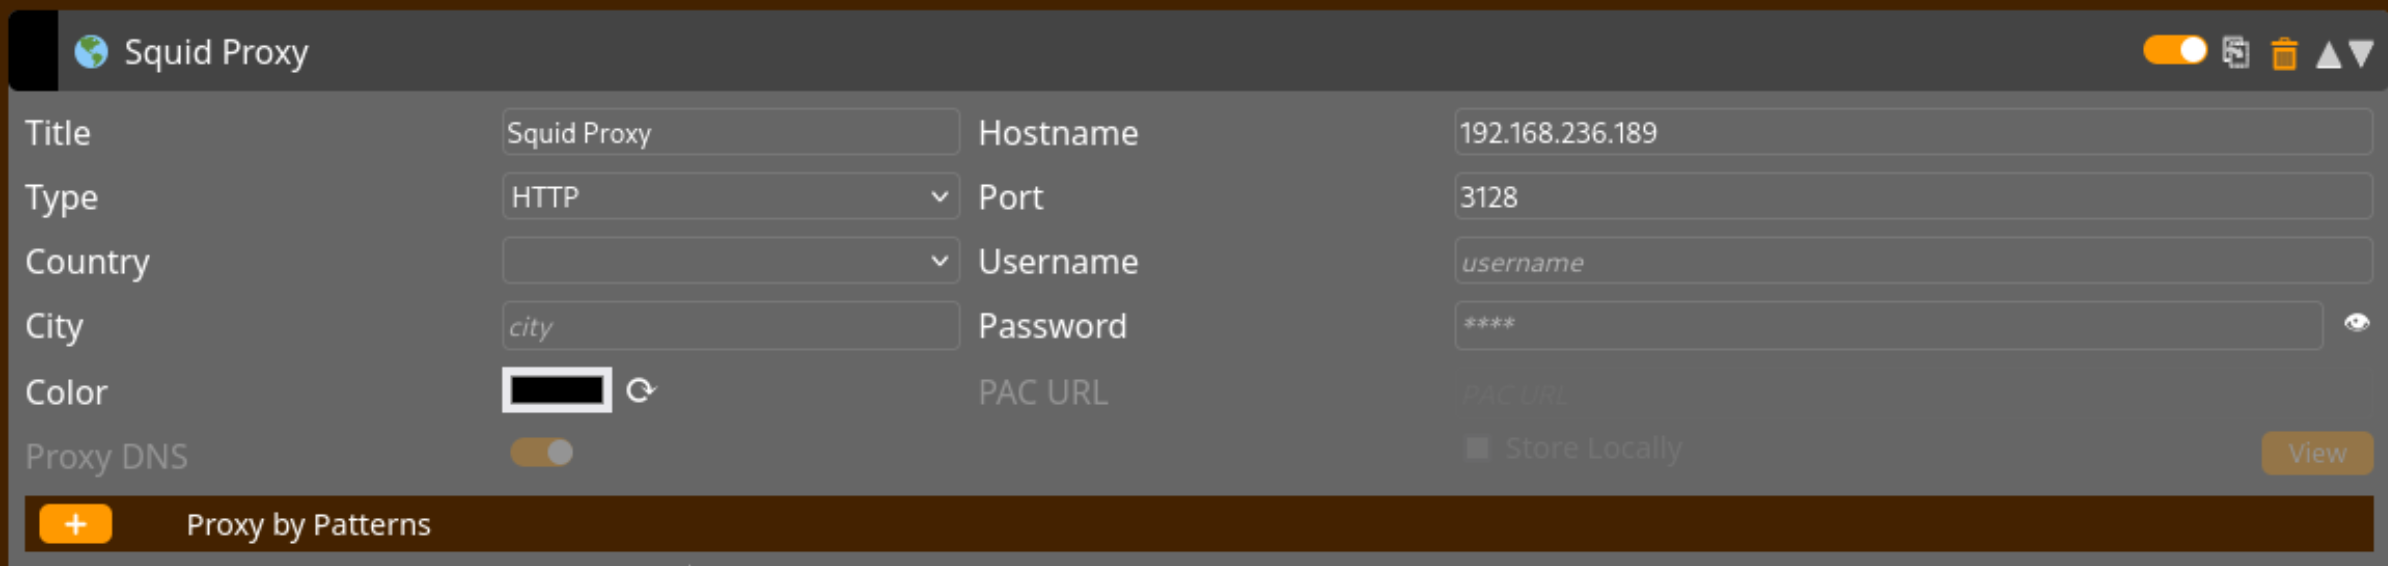 Squid Proxy
Title Squid Proxy Hostname 192.168.236.189
Type HTTP Port 3128
Country Username username
City city Password ****
Color PAC URL PAC URL
Proxy DNS Store Locally View
+ Proxy by Patterns